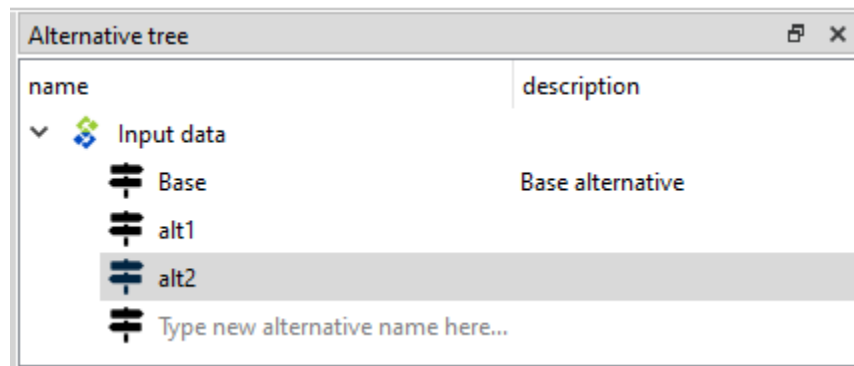 Alternative tree
name description
Input data
Base Base alternative
alt1
alt2
Type new alternative name here...